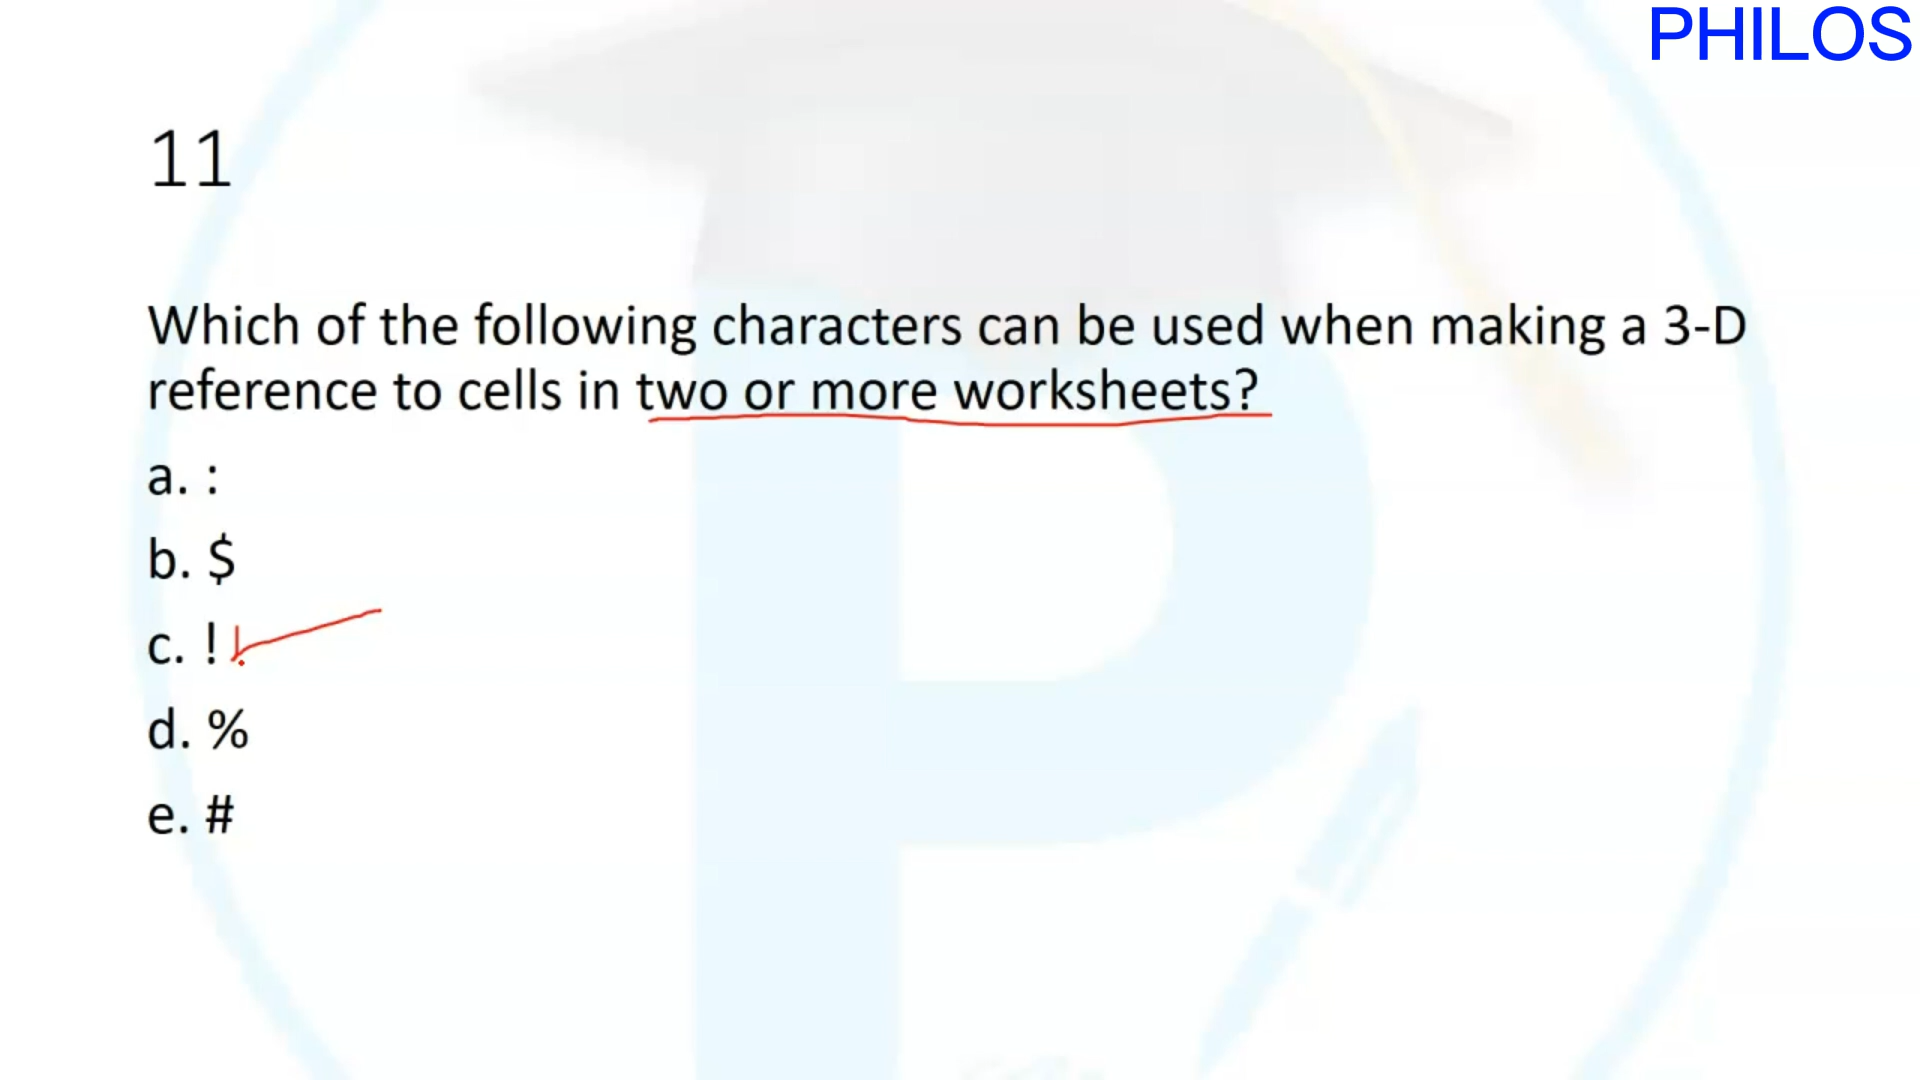 PHILOS
11
Which of the following characters can be used when making a 3-D
reference to cells in two or more worksheets?
a. :
b. $
c. !
d. %
e. #